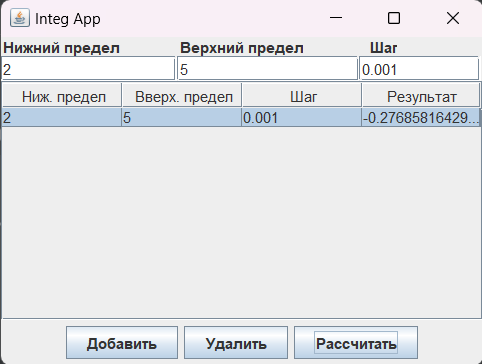 Integ App
Нижний предел Верхний предел Шаг
2 5 0.001
Ниж. предел Вверх. предел Шаг Результат
2 5 0.001 -0.27685816429...
Добавить Удалить Рассчитать